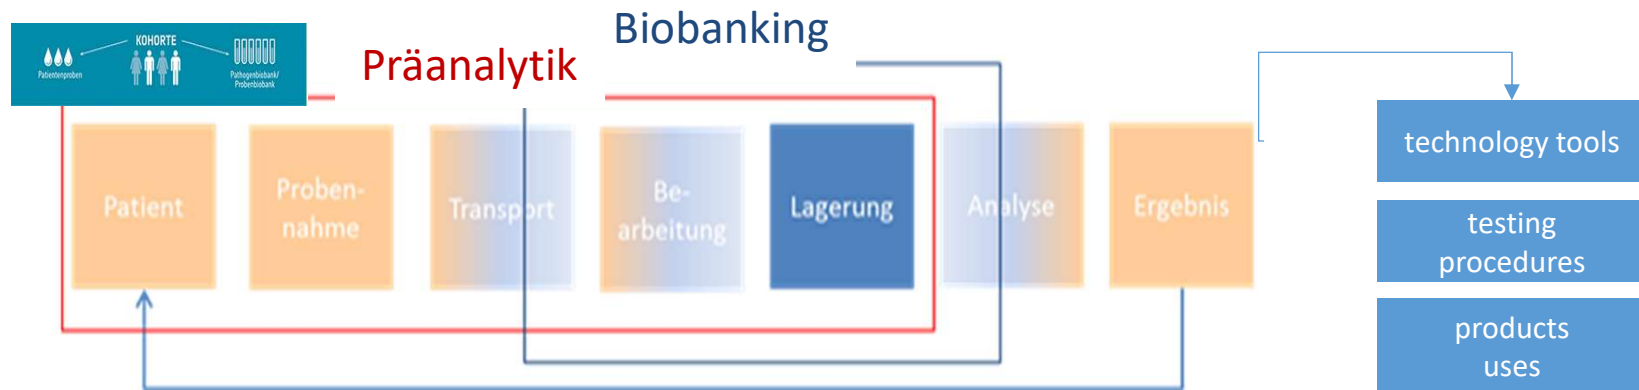 Biobanking
KOHORTE
Patientenproben
Pathogenbiobank/
Probenbiobank
Präanalytik
Patient
Proben-
nahme
Transport
Be-
arbeitung
Lagerung
Analyse
Ergebnis
technology tools
testing
procedures
products
uses